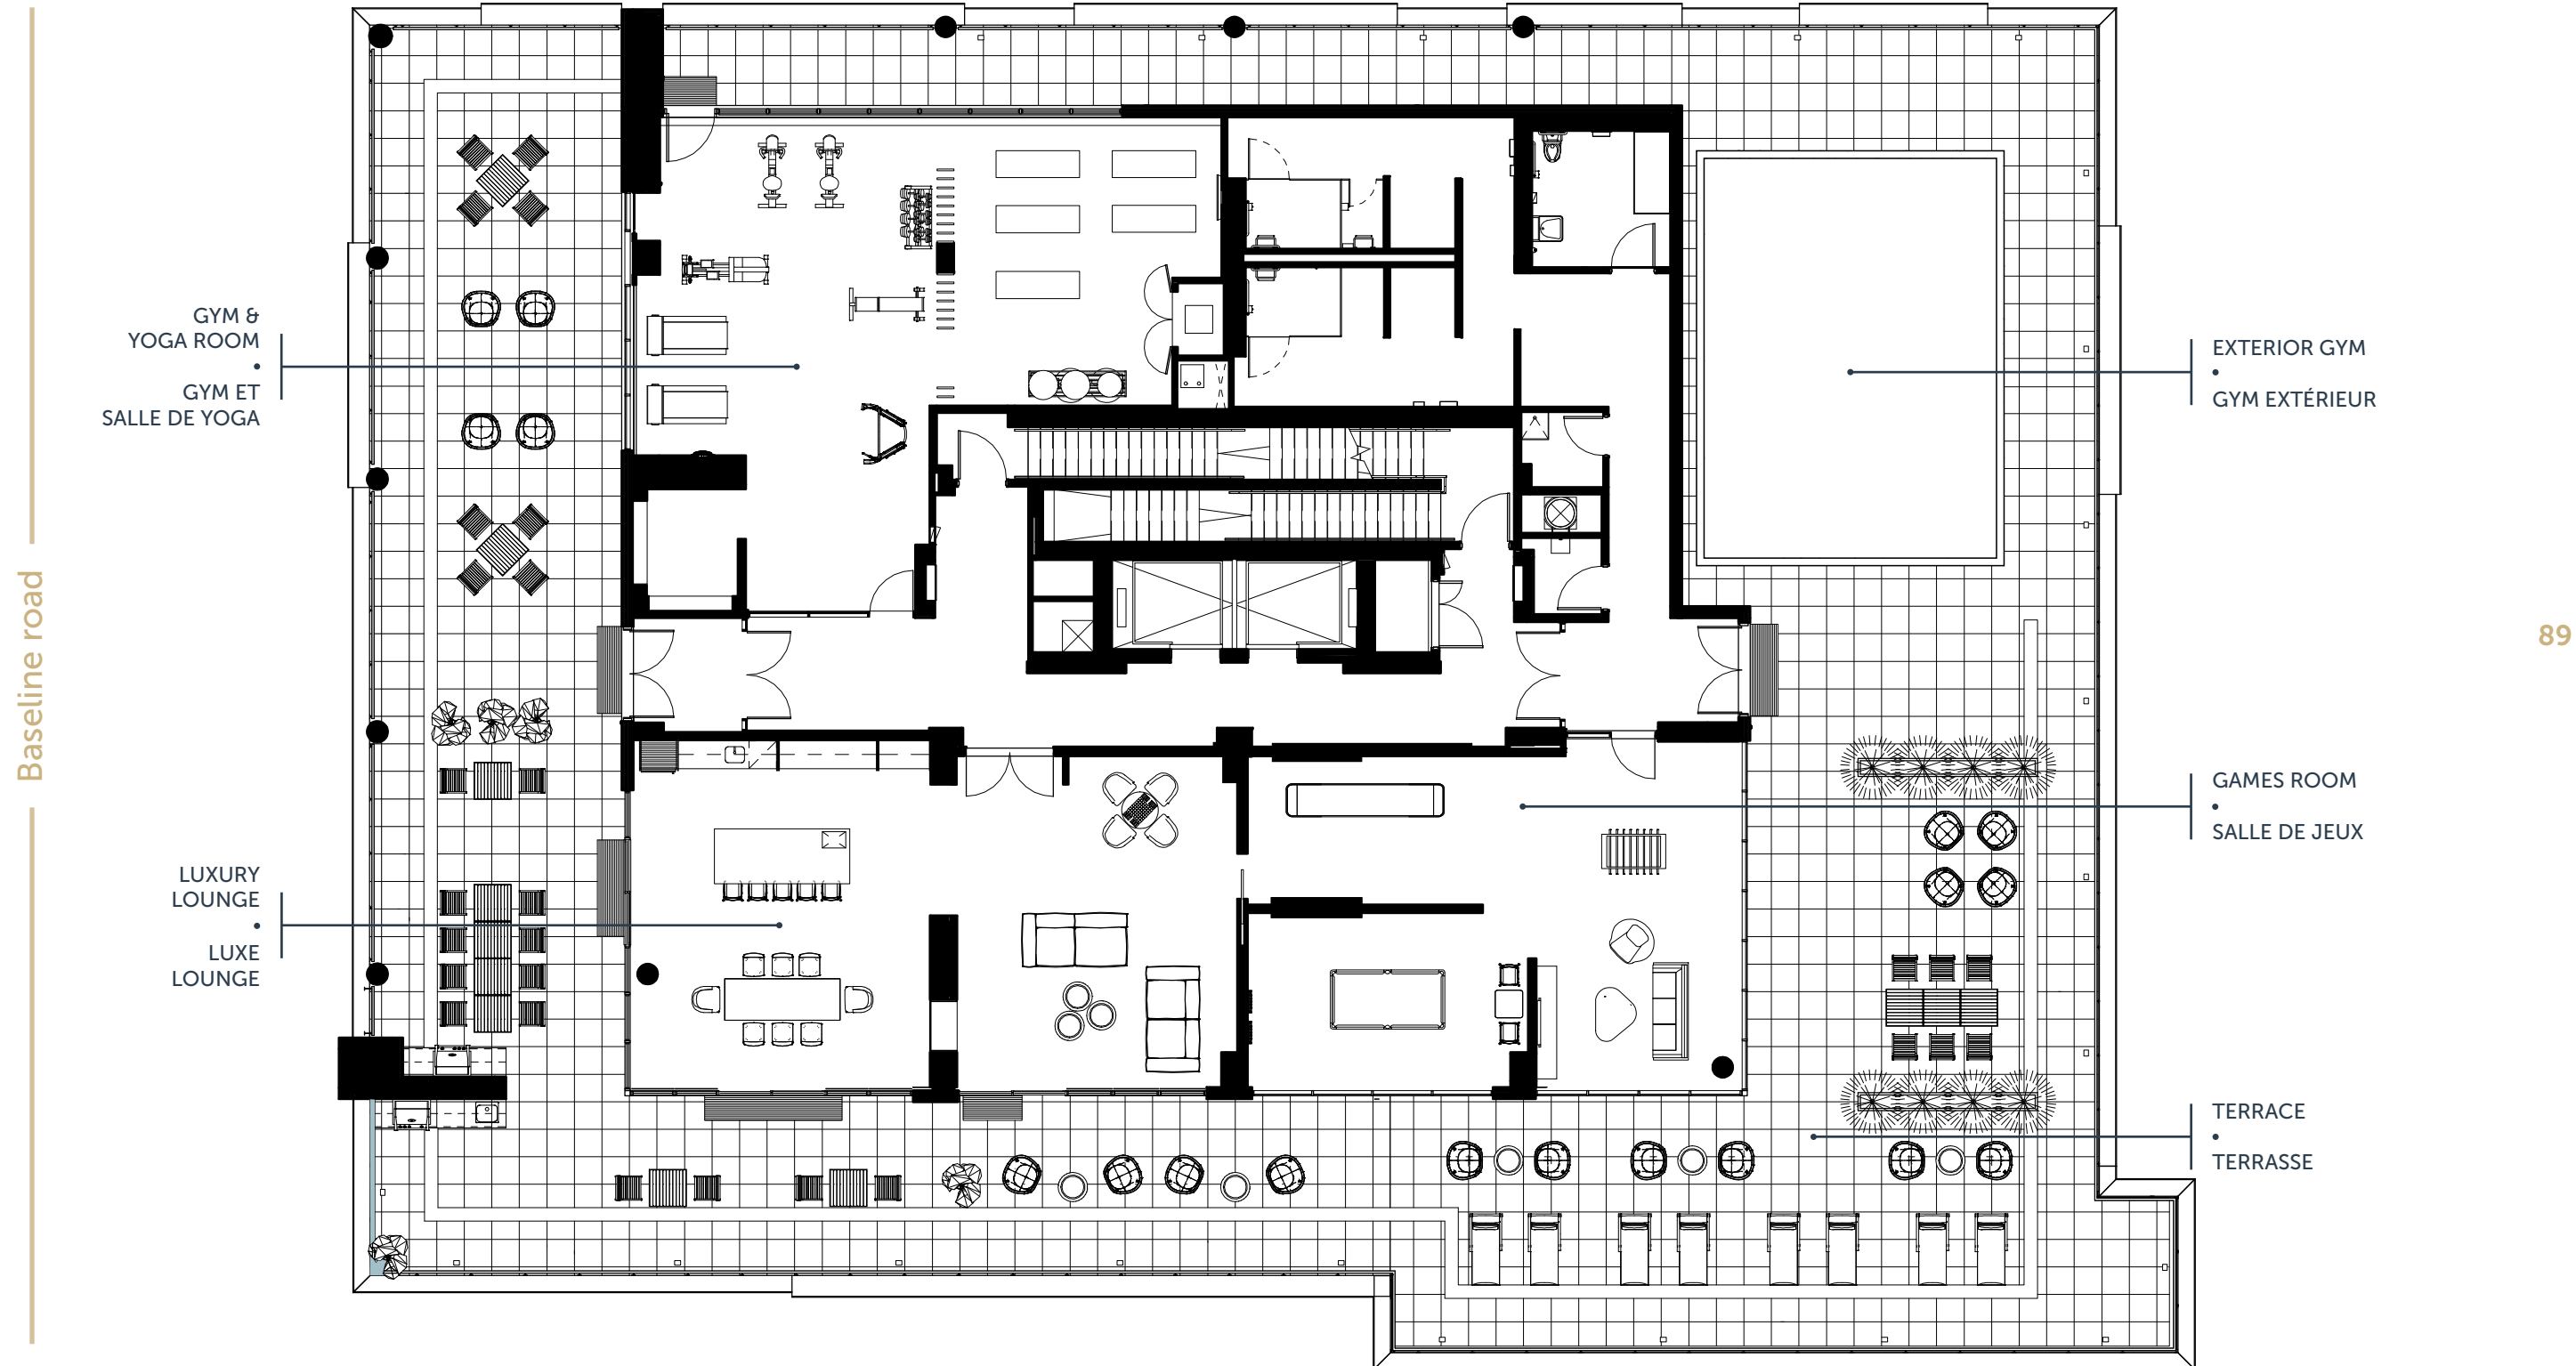 Baseline road
GYM &
YOGA ROOM
GYM ET
SALLE DE YOGA
LUXURY
LOUNGE
LUXE
LOUNGE
EXTERIOR GYM
GYM EXTÉRIEUR
GAMES ROOM
SALLE DE JEUX
TERRACE
TERRASSE
89